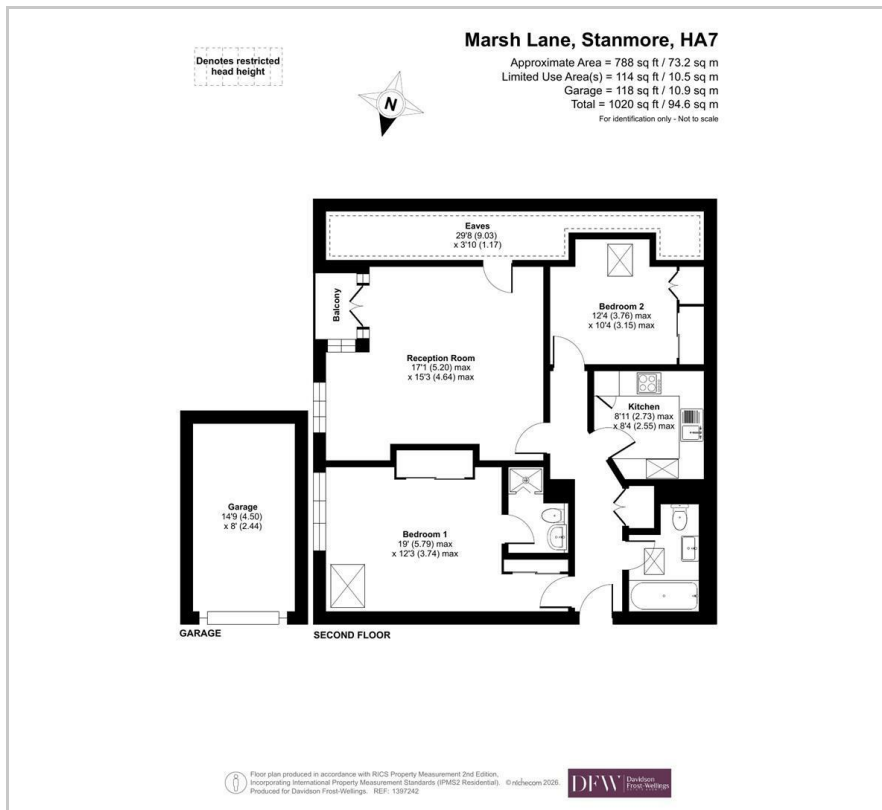 Marsh Lane, Stanmore, HA7
Approximate Area = 788 sq ft / 73.2 sq m
Limited Use Area(s) = 114 sq ft / 10.5 sq m
Garage = 118 sq ft / 10.9 sq m
Total = 1020 sq ft / 94.6 sq m
For identification only - Not to scale
Denotes restricted
head height
N
Eaves
29'8 (9.03)
x 3'10 (1.17)
Balcony
Bedroom 2
12'4 (3.76) max
x 10'4 (3.15) max
Reception Room
17'1 (5.20) max
x 15'3 (4.64) max
Kitchen
8'11 (2.73) max
x 8'4 (2.55) max
Garage
14'9 (4.50)
x 8' (2.44)
Bedroom 1
19' (5.79) max
x 12'3 (3.74) max
GARAGE
SECOND FLOOR
Floor plan produced in accordance with RICS Property Measurement 2nd Edition,
Incorporating International Property Measurement Standards (IPMS2 Residential). © nichecom 2026.
Produced for Davidson Frost-Wellings. REF: 1397242
DFW
Davidson
Frost-Wellings